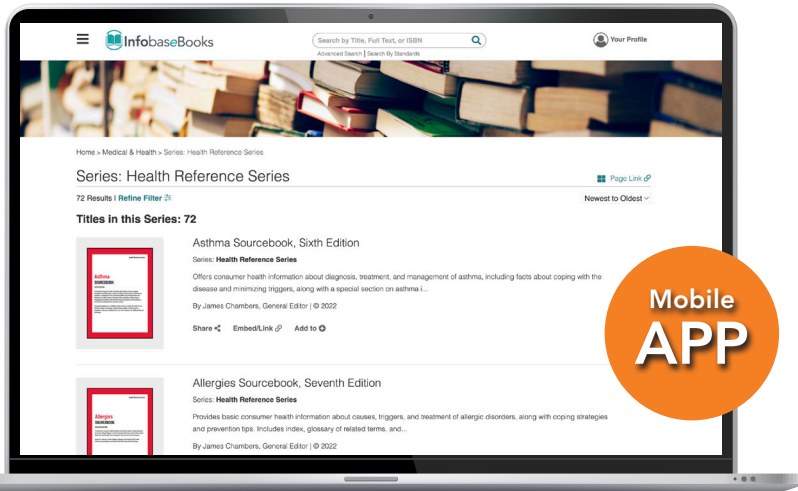 InfobaseBooks
Search by Title, Full Text, or ISBN
Advanced Search | Search By Standards
Your Profile
Home > Medical & Health > Series: Health Reference Series
Series: Health Reference Series
Page Link
72 Results | Refine Filter
Newest to Oldest
Titles in this Series: 72
Asthma Sourcebook, Sixth Edition
Series: Health Reference Series
Offers consumer health information about diagnosis, treatment, and management of asthma, including facts about coping with the
disease and minimizing triggers, along with a special section on asthma i...
By James Chambers, General Editor | © 2022
Share
Embed/Link
Add to
Asthma
SOURCEBOOK
Mobile
APP
Allergies Sourcebook, Seventh Edition
Series: Health Reference Series
Provides basic consumer health information about causes, triggers, and treatment of allergic disorders, along with coping strategies
and prevention tips. Includes index, glossary of related terms, and...
By James Chambers, General Editor | © 2022
Allergies
SOURCEBOOK